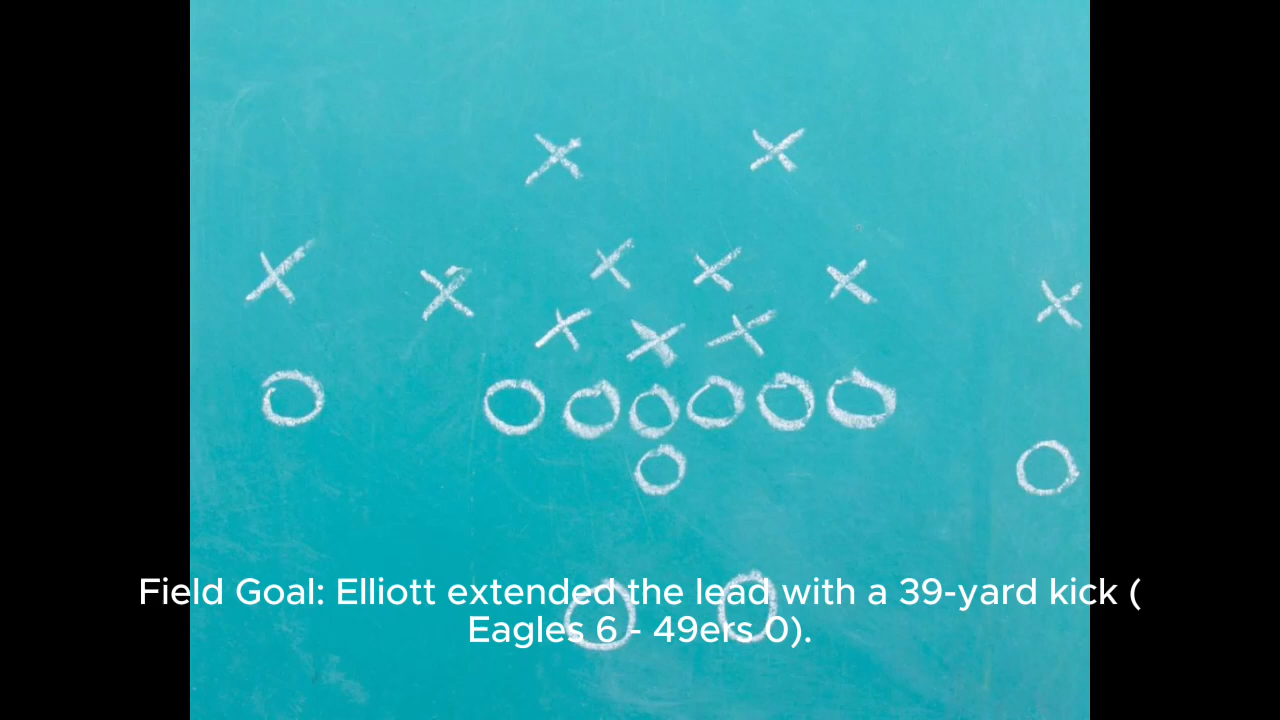 Field Goal: Elliott extended the lead with a 39-yard kick (
Eagles 6 - 49ers 0).